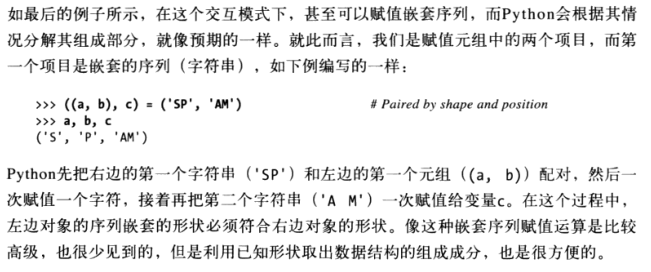 如最后的例子所示，在这个交互模式下，甚至可以赋值嵌套序列，而Python会根据其情
况分解其组成部分，就像预期的一样。就此而言，我们是赋值元组中的两个项目，而第
一个项目是嵌套的序列（字符串），如下例编写的一样：
>>> ((a, b), c) = ('SP', 'AM')    # Paired by shape and position
>>> a, b, c
('S', 'P', 'AM')
Python先把右边的第一个字符串（'SP'）和左边的第一个元组（(a, b)）配对，然后一
次赋值一个字符，接着再把第二个字符串（'A M'）一次赋值给变量c。在这个过程中，
左边对象的序列嵌套的形状必须符合右边对象的形状。像这种嵌套序列赋值运算是比较
高级，也很少见到的，但是利用已知形状取出数据结构的组成成分，也是很方便的。